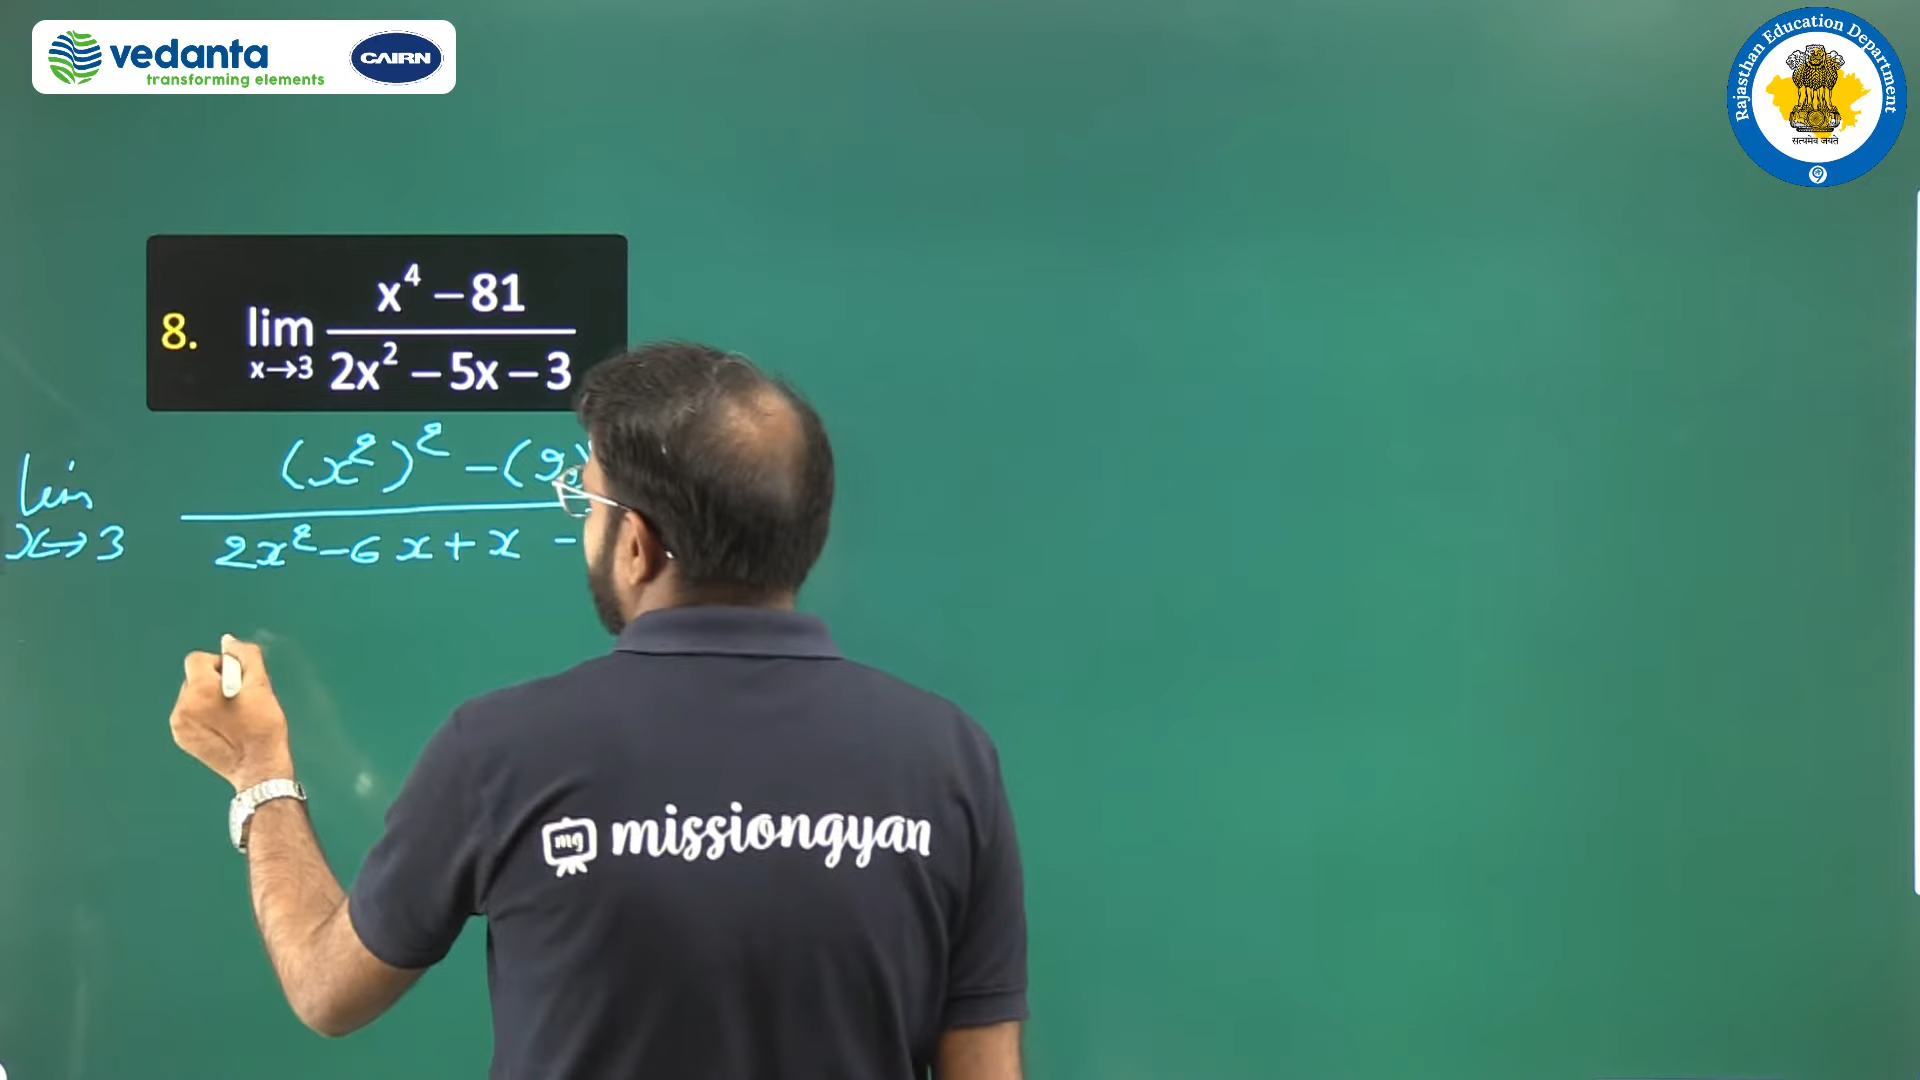 vedanta
transforming elements
CAIRN
Rajasthan Education Department
सत्यमेव जयते
8. lim x→3 x⁴ – 81 / 2x² – 5x – 3
lim x→3 (x²)² – (9) / 2x² – 6x + x –
mg missiongyan